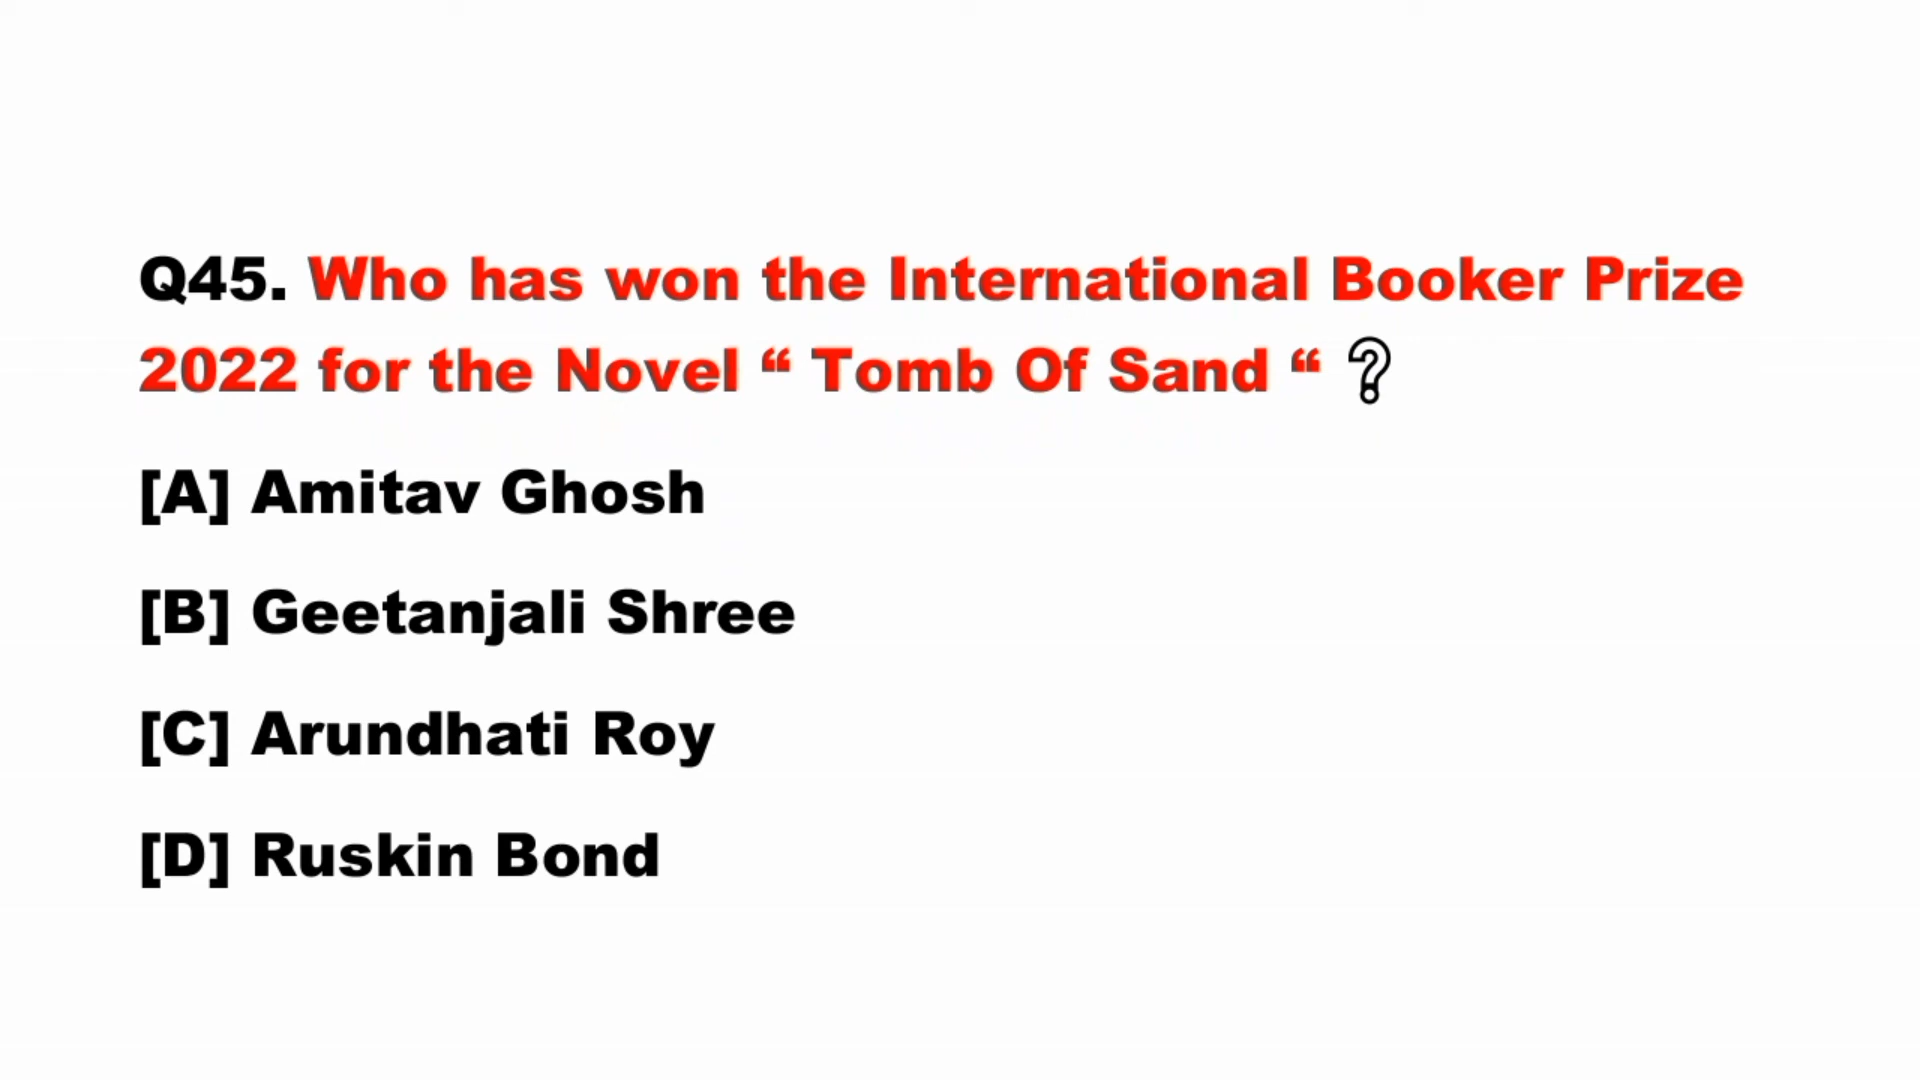 Q45. Who has won the International Booker Prize
2022 for the Novel “ Tomb Of Sand “ ?
[A] Amitav Ghosh
[B] Geetanjali Shree
[C] Arundhati Roy
[D] Ruskin Bond